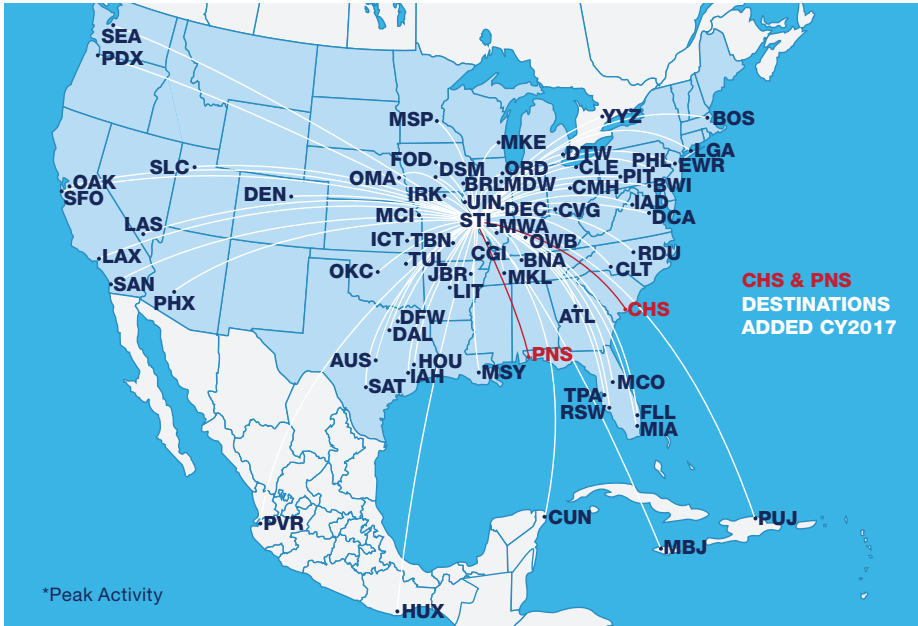 SEA
PDX
MSP
YYZ
BOS
MKE
LGA
DTW
PHL
EWR
FOD
DSM
ORD
CLE
PIT
SLC
OMA
BRL
MDW
CMH
BWI
OAK
SFO
DEN
IRK
UIN
DEC
CVG
IAD
DCA
MCI
STL
MWA
LAS
ICT
TBN
OWB
CGI
BNA
RDU
LAX
TUL
CLT
OKC
JBR
MKL
SAN
LIT
PHX
CHS & PNS
DESTINATIONS
ADDED CY2017
CHS
ATL
DFW
DAL
PNS
AUS
HOU
IAH
MSY
SAT
MCO
TPA
RSW
FLL
MIA
PVR
CUN
PUJ
MBJ
*Peak Activity
HUX